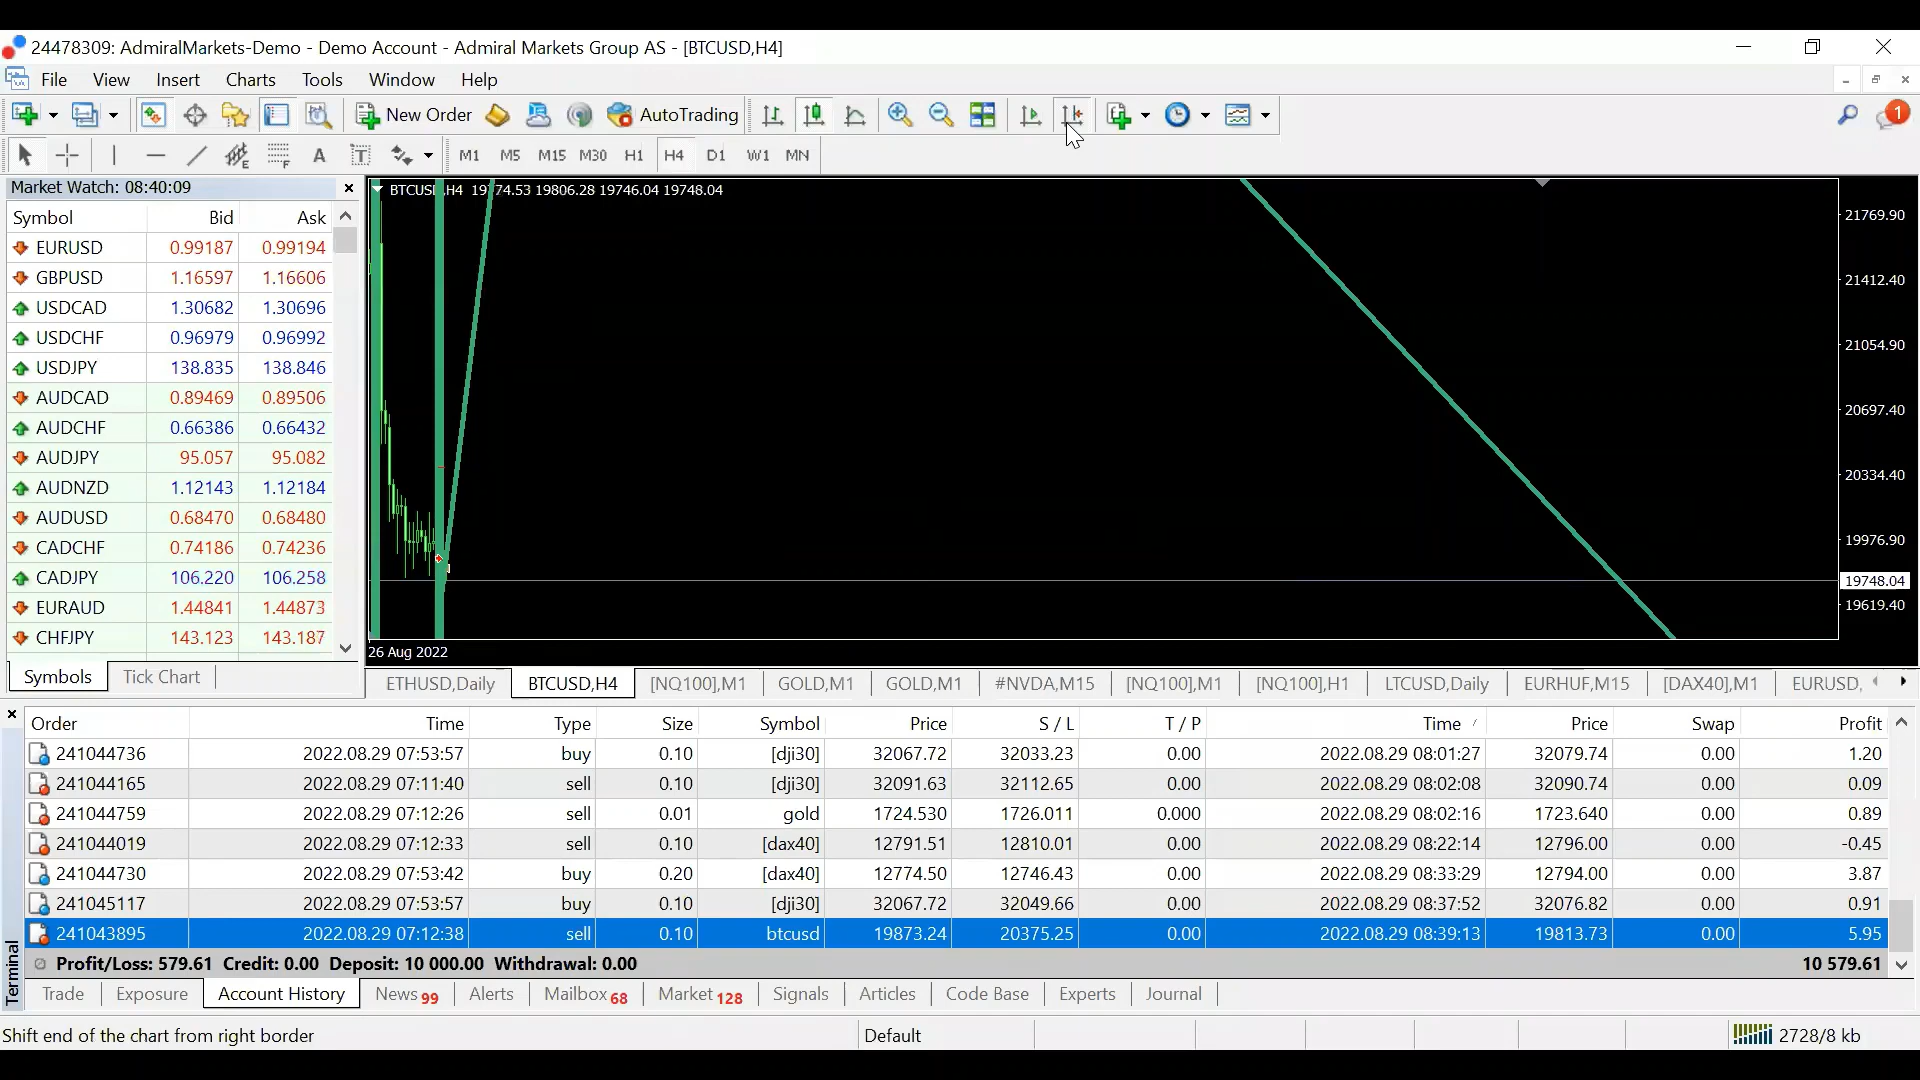 24478309: AdmiralMarkets-Demo - Demo Account - Admiral Markets Group AS - [BTCUSD,H4]
File View Insert Charts Tools Window Help
New Order AutoTrading 1
A T E F M1 M5 M15 M30 H1 H4 D1 W1 MN
Market Watch: 08:40:09
Symbol Bid Ask
EURUSD 0.99187 0.99194
GBPUSD 1.16597 1.16606
USDCAD 1.30682 1.30696
USDCHF 0.96979 0.96992
USDJPY 138.835 138.846
AUDCAD 0.89469 0.89506
AUDCHF 0.66386 0.66432
AUDJPY 95.057 95.082
AUDNZD 1.12143 1.12184
AUDUSD 0.68470 0.68480
CADCHF 0.74186 0.74236
CADJPY 106.220 106.258
EURAUD 1.44841 1.44873
CHFJPY 143.123 143.187
Symbols Tick Chart
19806.28 19746.04 19748.04
21769.90
21412.40
21054.90
20697.40
20334.40
19976.90
19748.04
19619.40
26 Aug 2022
ETHUSD,Daily BTCUSD,H4 [NQ100],M1 GOLD,M1 GOLD,M1 #NVDA,M15 [NQ100],M1 [NQ100],H1 LTCUSD,Daily EURHUF,M15 [DAX40],M1 EURUSD,
Order Time Type Size Symbol Price S / L T / P Time Price Swap Profit
241044736 2022.08.29 07:53:57 buy 0.10 [dji30] 32067.72 32033.23 0.00 2022.08.29 08:01:27 32079.74 0.00 1.20
241044165 2022.08.29 07:11:40 sell 0.10 [dji30] 32091.63 32112.65 0.00 2022.08.29 08:02:08 32090.74 0.00 0.09
241044759 2022.08.29 07:12:26 sell 0.01 gold 1724.530 1726.011 0.000 2022.08.29 08:02:16 1723.640 0.00 0.89
241044019 2022.08.29 07:12:33 sell 0.10 [dax40] 12791.51 12810.01 0.00 2022.08.29 08:22:14 12796.00 0.00 -0.45
241044730 2022.08.29 07:53:42 buy 0.20 [dax40] 12774.50 12746.43 0.00 2022.08.29 08:33:29 12794.00 0.00 3.87
241045117 2022.08.29 07:53:57 buy 0.10 [dji30] 32067.72 32049.66 0.00 2022.08.29 08:37:52 32076.82 0.00 0.91
241043895 2022.08.29 07:12:38 sell 0.10 btcusd 19873.24 20375.25 0.00 2022.08.29 08:39:13 19813.73 0.00 5.95
Profit/Loss: 579.61 Credit: 0.00 Deposit: 10 000.00 Withdrawal: 0.00 10 579.61
Terminal
Trade Exposure Account History News 99 Alerts Mailbox 68 Market 128 Signals Articles Code Base Experts Journal
Shift end of the chart from right border Default 2728/8 kb